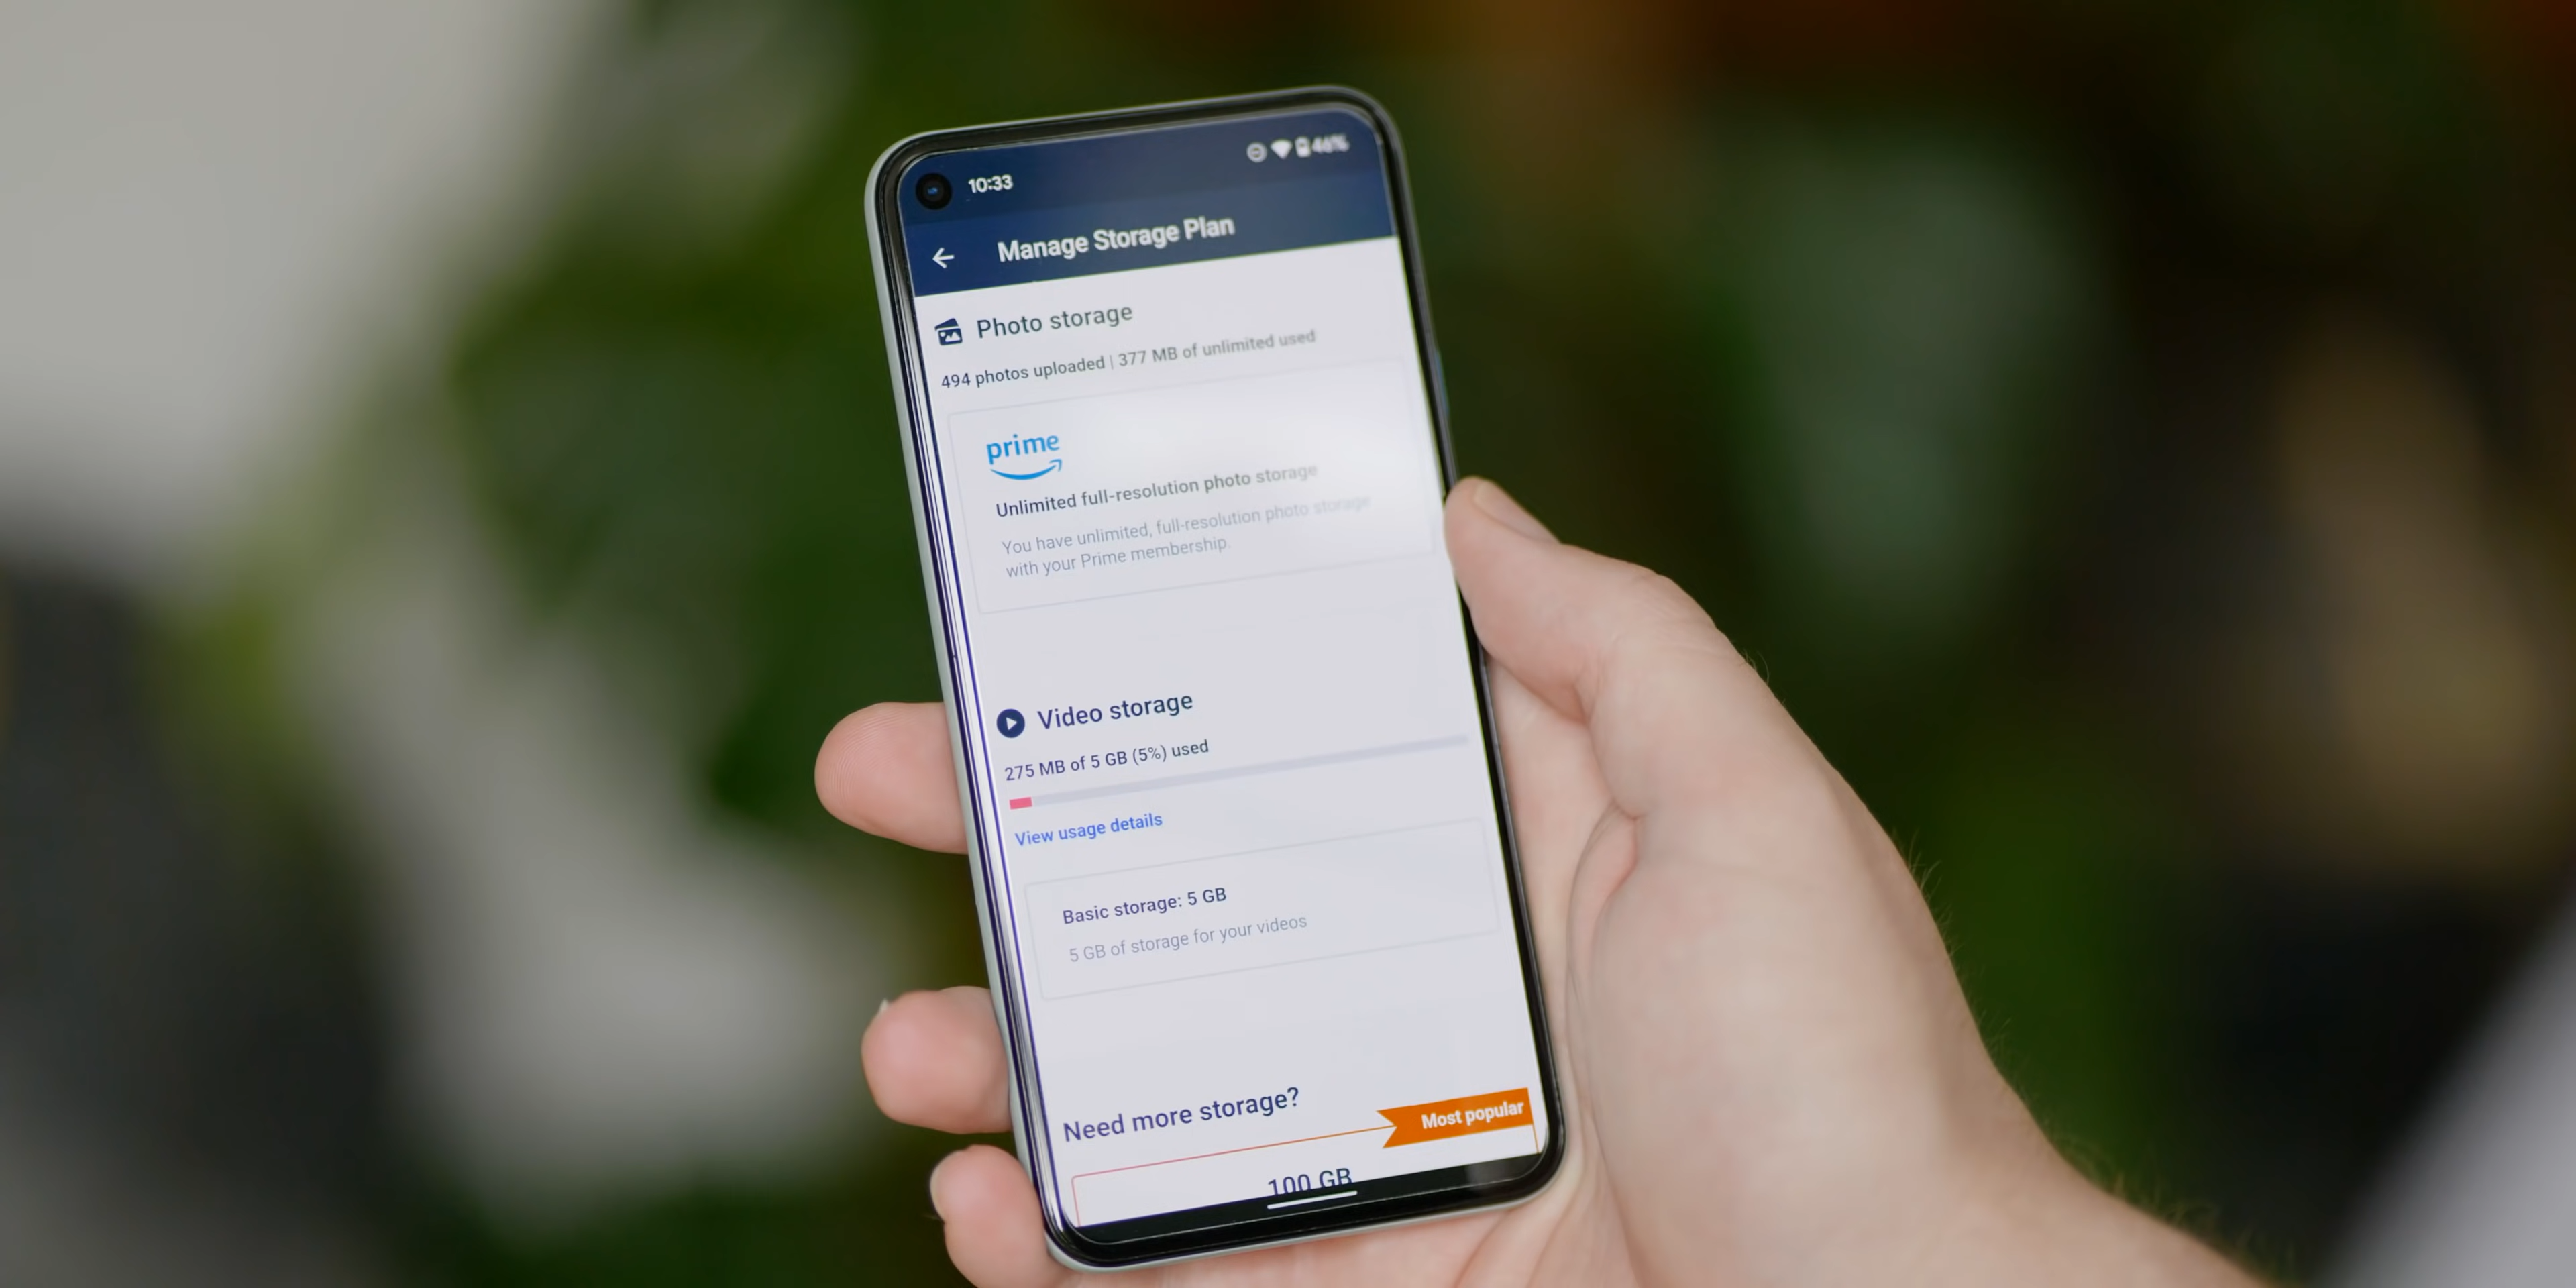 10:33
46%
Manage Storage Plan
Photo storage
494 photos uploaded | 377 MB of unlimited used
prime
Unlimited full-resolution photo storage
You have unlimited, full-resolution photo storage
with your Prime membership.
Video storage
275 MB of 5 GB (5%) used
View usage details
Basic storage: 5 GB
5 GB of storage for your videos
Need more storage?
Most popular
100 GB